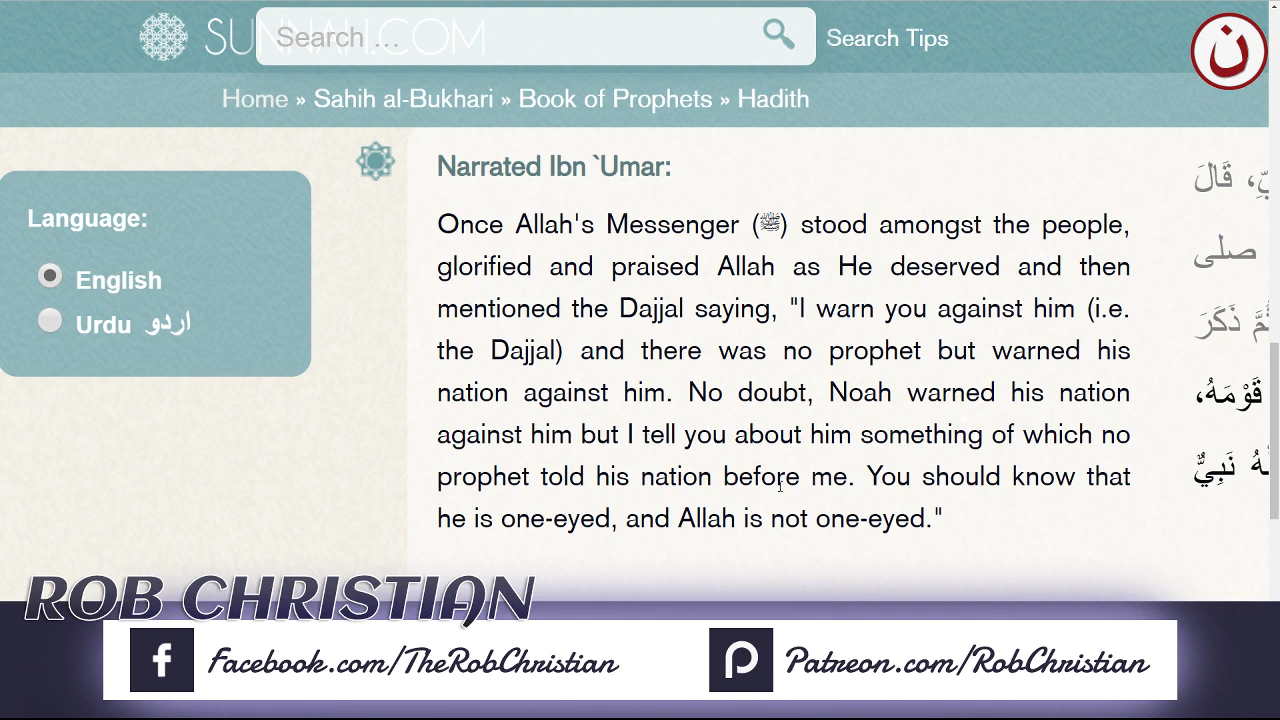 SUNNAH.COM
Search …
Search Tips
ن
Home » Sahih al-Bukhari » Book of Prophets » Hadith
Language:
English
Urdu اردو
Narrated Ibn `Umar:
Once Allah's Messenger (ﷺ) stood amongst the people,
glorified and praised Allah as He deserved and then
mentioned the Dajjal saying, "I warn you against him (i.e.
the Dajjal) and there was no prophet but warned his
nation against him. No doubt, Noah warned his nation
against him but I tell you about him something of which no
prophet told his nation before me. You should know that
he is one-eyed, and Allah is not one-eyed."
قَالَ
صلى
ثُمَّ ذَكَرَ
قَوْمَهُ،
نَبِيٌّ
ROB CHRISTIAN
Facebook.com/TheRobChristian
Patreon.com/RobChristian